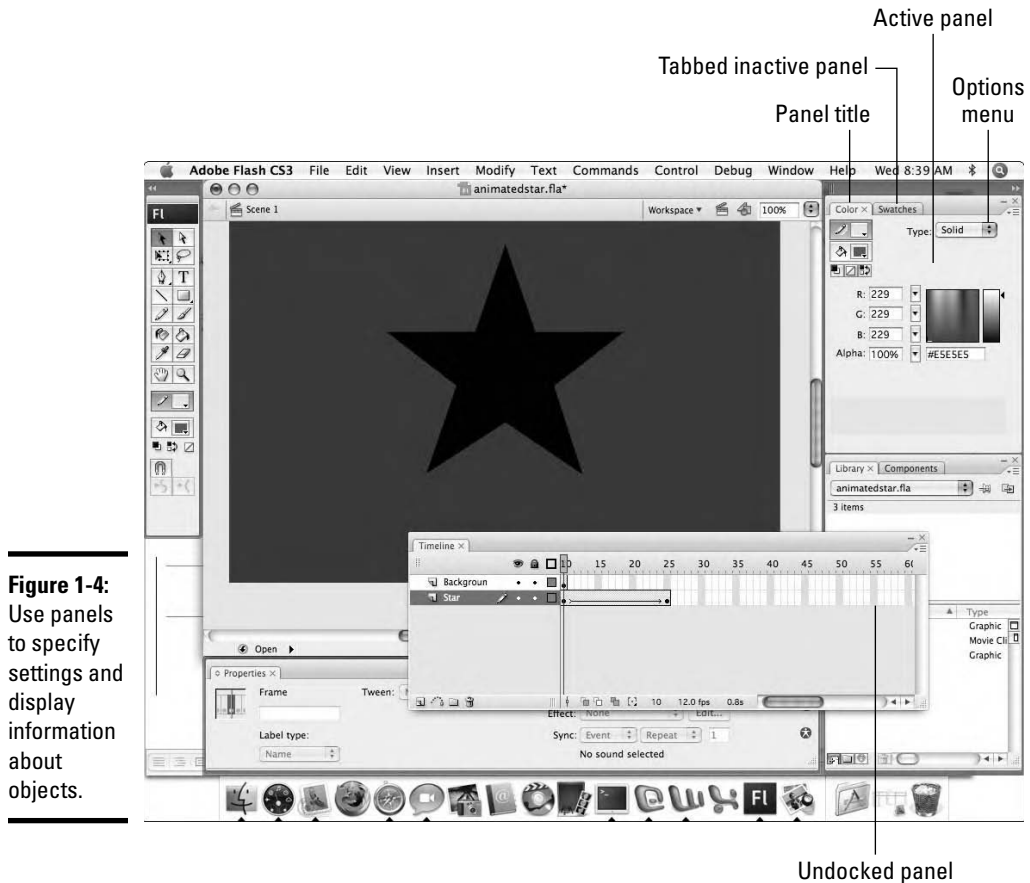 Active panel
Tabbed inactive panel
Options
menu
Panel title
Adobe Flash CS3 File Edit View Insert Modify Text Commands Control Debug Window Help Wed 8:39 AM
animatedstar.fla*
Scene 1
Workspace
100%
Fl
T
Color ×
Swatches
Type: Solid
R: 229
G: 229
B: 229
Alpha: 100%
#E5E5E5
Library ×
Components
animatedstar.fla
3 items
Type
Graphic
Movie Cli
Graphic
Timeline ×
15 20 25 30 35 40 45 50 55
Backgroun
Star
10 12.0 fps 0.8s
Open
Properties ×
Frame
Tween:
Label type:
Name
Effect: None
Edit...
Sync: Event Repeat 1
No sound selected
Fl
Undocked panel
Figure 1-4:
Use panels
to specify
settings and
display
information
about
objects.